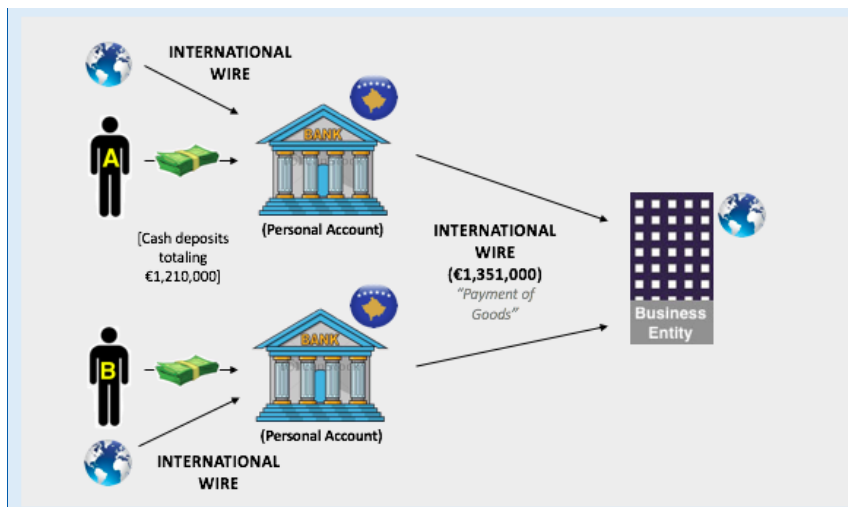 INTERNATIONAL
WIRE
BANK
A
(Personal Account)
[Cash deposits
totaling
€1,210,000]
INTERNATIONAL
WIRE
(€1,351,000)
“Payment of
Goods”
Business
Entity
BANK
B
(Personal Account)
INTERNATIONAL
WIRE